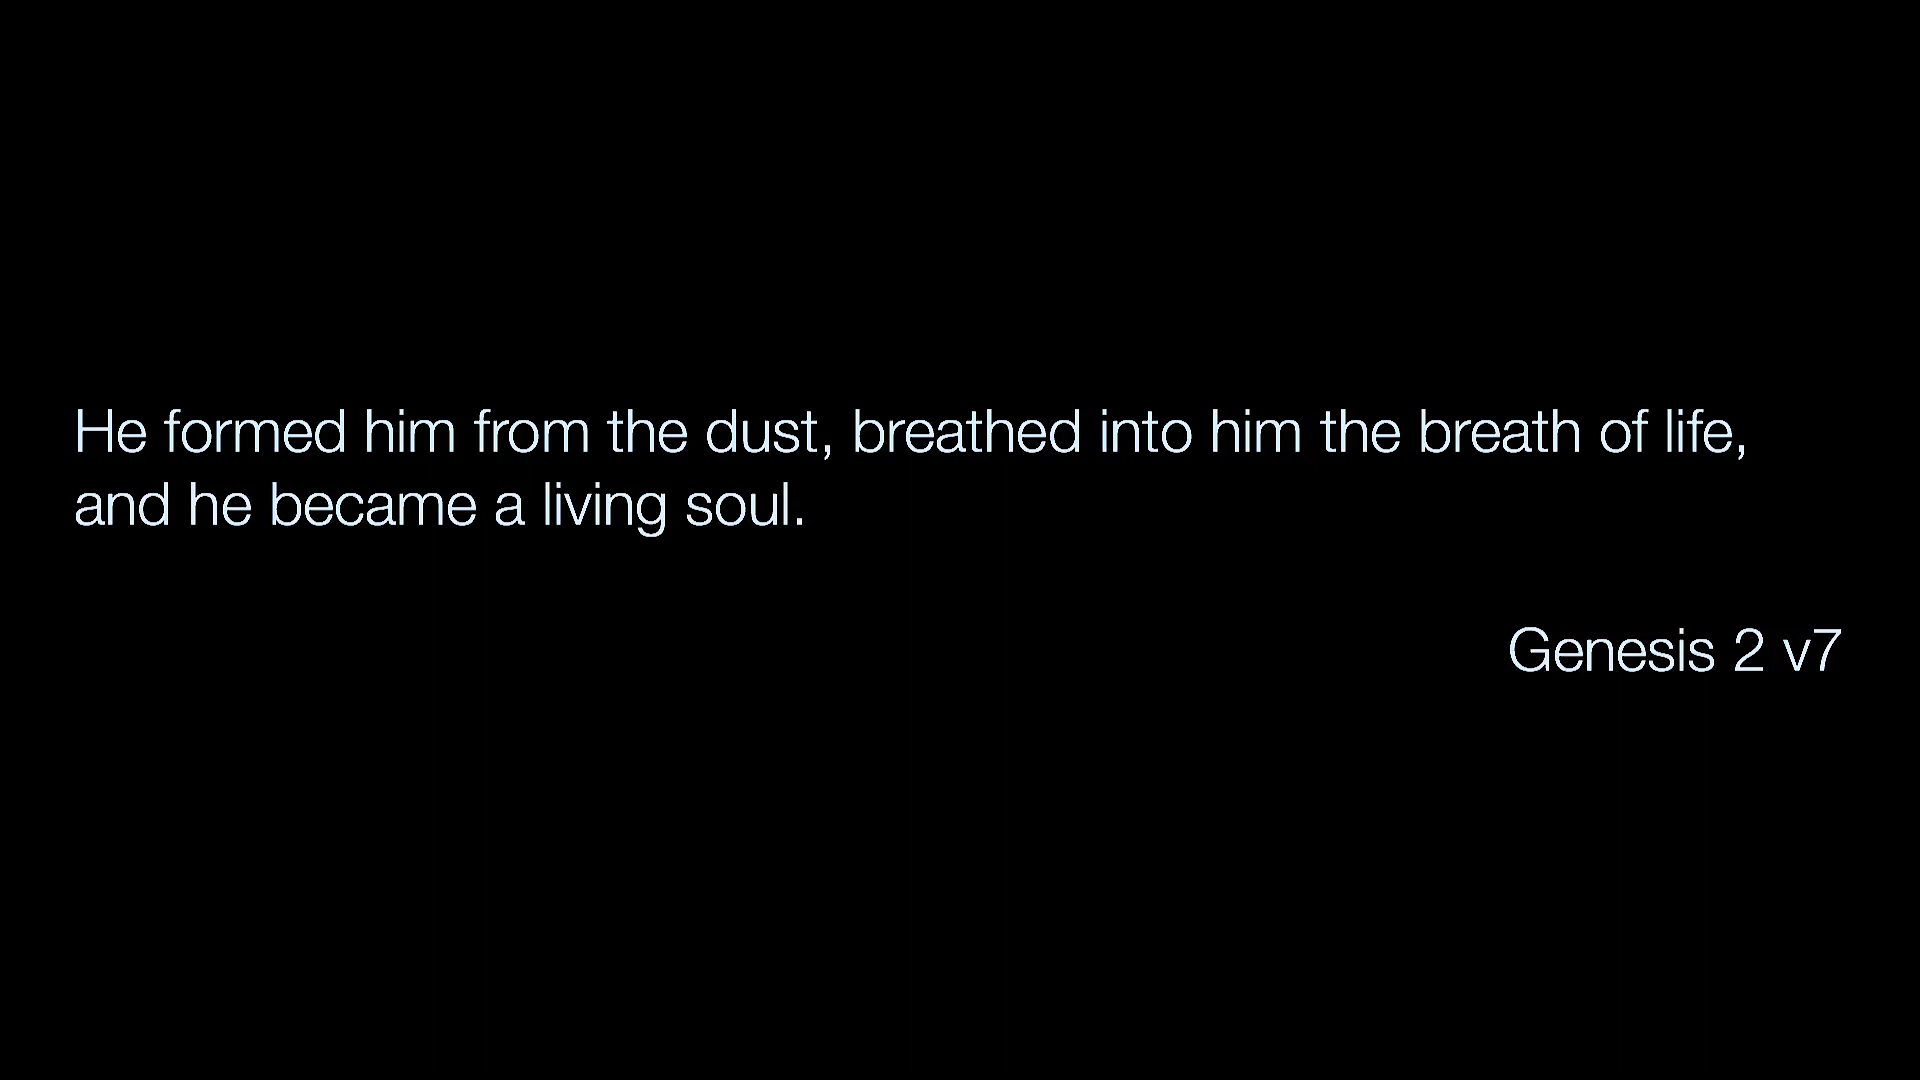 He formed him from the dust, breathed into him the breath of life,
and he became a living soul.
Genesis 2 v7